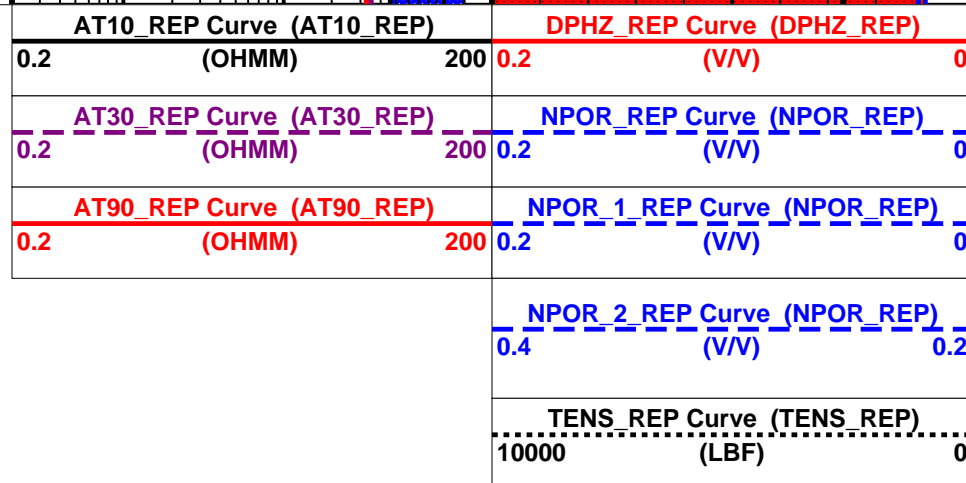 AT10_REP Curve (AT10_REP)
0.2 (OHMM) 200
AT30_REP Curve (AT30_REP)
0.2 (OHMM) 200
AT90_REP Curve (AT90_REP)
0.2 (OHMM) 200
DPHZ_REP Curve (DPHZ_REP)
0.2 (V/V) 0
NPOR_REP Curve (NPOR_REP)
0.2 (V/V) 0
NPOR_1_REP Curve (NPOR_REP)
0.2 (V/V) 0
NPOR_2_REP Curve (NPOR_REP)
0.4 (V/V) 0.2
TENS_REP Curve (TENS_REP)
10000 (LBF) 0